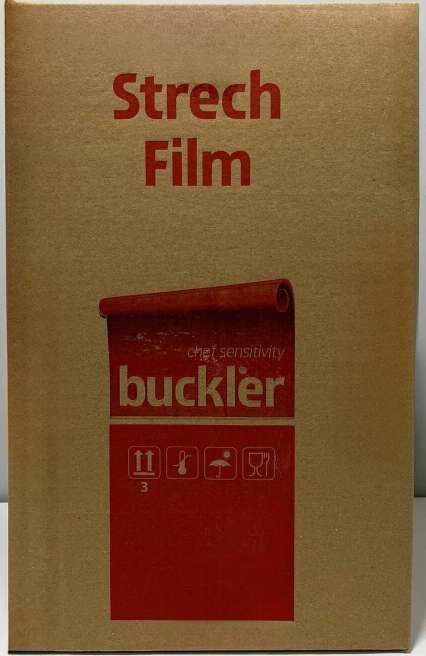 Strech
Film
chef sensitivity
buckler
3